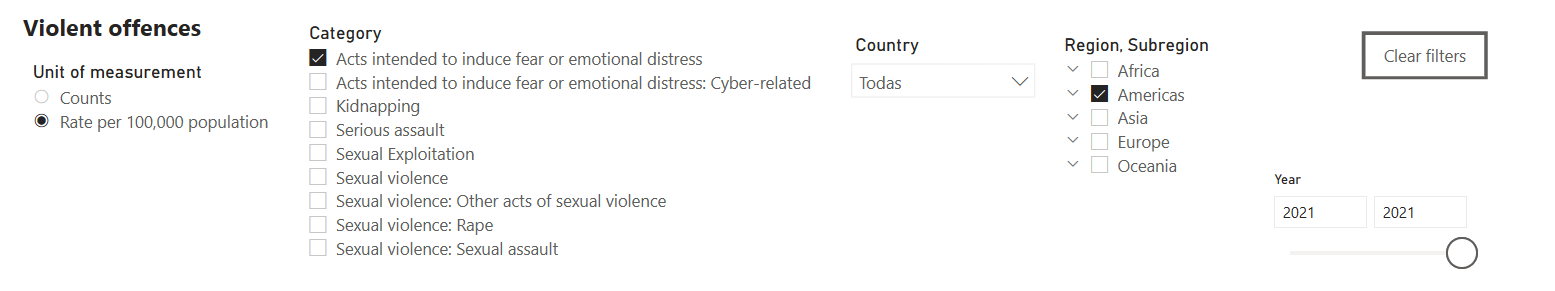 Violent offences
Unit of measurement
Counts
Rate per 100,000 population
Category
Acts intended to induce fear or emotional distress
Acts intended to induce fear or emotional distress: Cyber-related
Kidnapping
Serious assault
Sexual Exploitation
Sexual violence
Sexual violence: Other acts of sexual violence
Sexual violence: Rape
Sexual violence: Sexual assault
Country
Todas
Region, Subregion
Africa
Americas
Asia
Europe
Oceania
Clear filters
Year
2021 2021